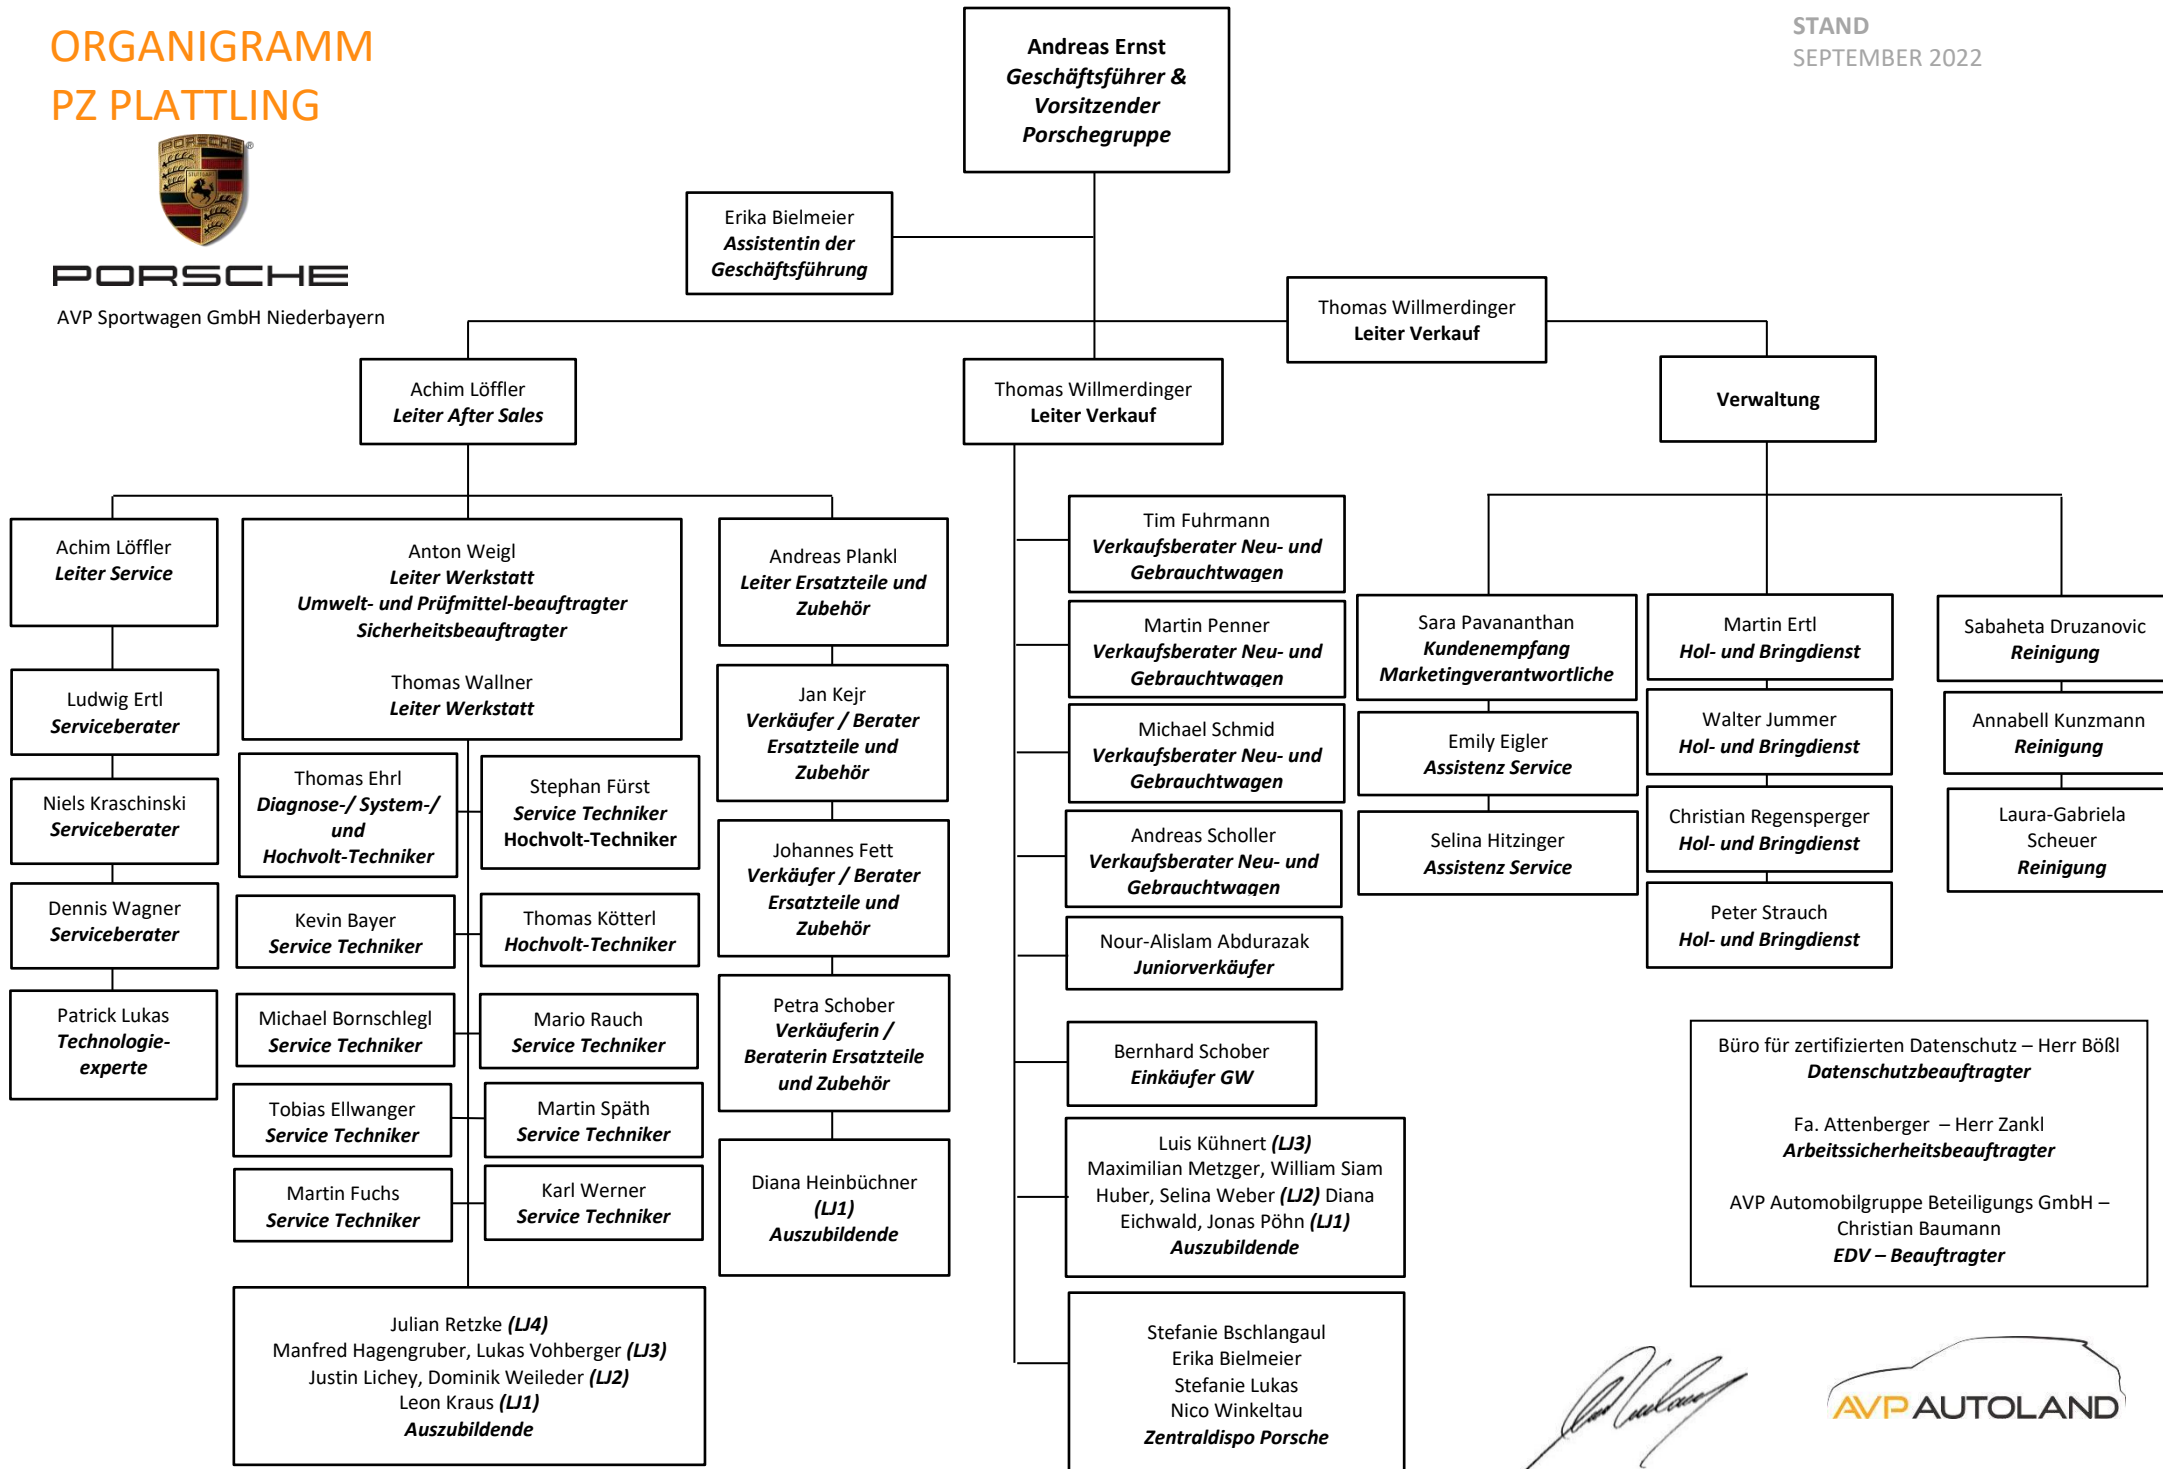 ORGANIGRAMM
PZ PLATTLING
PORSCHE
STUTTGART
PORSCHE
AVP Sportwagen GmbH Niederbayern
STAND
SEPTEMBER 2022
Andreas Ernst
Geschäftsführer &
Vorsitzender
Porschegruppe
Erika Bielmeier
Assistentin der
Geschäftsführung
Thomas Willmerdinger
Leiter Verkauf
Achim Löffler
Leiter After Sales
Thomas Willmerdinger
Leiter Verkauf
Verwaltung
Achim Löffler
Leiter Service
Ludwig Ertl
Serviceberater
Niels Kraschinski
Serviceberater
Dennis Wagner
Serviceberater
Patrick Lukas
Technologie-
experte
Anton Weigl
Leiter Werkstatt
Umwelt- und Prüfmittel-beauftragter
Sicherheitsbeauftragter
Thomas Wallner
Leiter Werkstatt
Thomas Ehrl
Diagnose-/ System-/
und
Hochvolt-Techniker
Stephan Fürst
Service Techniker
Hochvolt-Techniker
Kevin Bayer
Service Techniker
Thomas Kötterl
Hochvolt-Techniker
Michael Bornschlegl
Service Techniker
Mario Rauch
Service Techniker
Tobias Ellwanger
Service Techniker
Martin Späth
Service Techniker
Martin Fuchs
Service Techniker
Karl Werner
Service Techniker
Julian Retzke (LJ4)
Manfred Hagengruber, Lukas Vohberger (LJ3)
Justin Lichey, Dominik Weileder (LJ2)
Leon Kraus (LJ1)
Auszubildende
Andreas Plankl
Leiter Ersatzteile und
Zubehör
Jan Kejr
Verkäufer / Berater
Ersatzteile und
Zubehör
Johannes Fett
Verkäufer / Berater
Ersatzteile und
Zubehör
Petra Schober
Verkäuferin /
Beraterin Ersatzteile
und Zubehör
Diana Heinbüchner
(LJ1)
Auszubildende
Tim Fuhrmann
Verkaufsberater Neu- und
Gebrauchtwagen
Martin Penner
Verkaufsberater Neu- und
Gebrauchtwagen
Michael Schmid
Verkaufsberater Neu- und
Gebrauchtwagen
Andreas Scholler
Verkaufsberater Neu- und
Gebrauchtwagen
Nour-Alislam Abdurazak
Juniorverkäufer
Bernhard Schober
Einkäufer GW
Luis Kühnert (LJ3)
Maximilian Metzger, William Siam
Huber, Selina Weber (LJ2) Diana
Eichwald, Jonas Pöhn (LJ1)
Auszubildende
Stefanie Bschlangaul
Erika Bielmeier
Stefanie Lukas
Nico Winkeltau
Zentraldispo Porsche
Sara Pavananthan
Kundenempfang
Marketingverantwortliche
Emily Eigler
Assistenz Service
Selina Hitzinger
Assistenz Service
Martin Ertl
Hol- und Bringdienst
Walter Jummer
Hol- und Bringdienst
Christian Regensperger
Hol- und Bringdienst
Peter Strauch
Hol- und Bringdienst
Sabaheta Druzanovic
Reinigung
Annabell Kunzmann
Reinigung
Laura-Gabriela
Scheuer
Reinigung
Büro für zertifizierten Datenschutz – Herr Bößl
Datenschutzbeauftragter
Fa. Attenberger – Herr Zankl
Arbeitssicherheitsbeauftragter
AVP Automobilgruppe Beteiligungs GmbH –
Christian Baumann
EDV – Beauftragter
AVP AUTOLAND